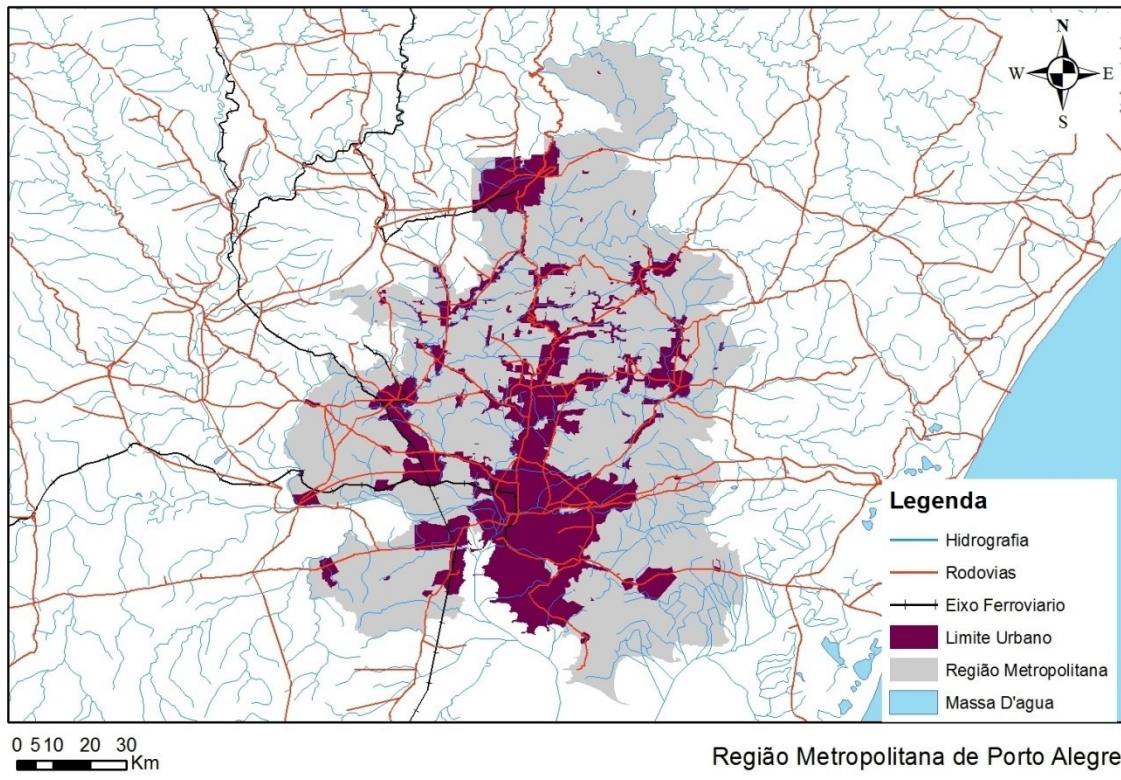 N
W E
S
Legenda
Hidrografia
Rodovias
Eixo Ferroviario
Limite Urbano
Região Metropolitana
Massa D'agua
0 5 10 20 30
Km
Região Metropolitana de Porto Alegre